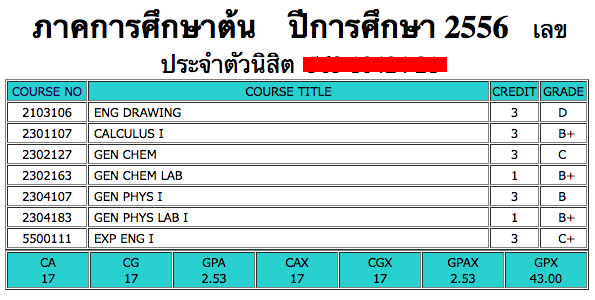 ภาคการศึกษาต้น ปีการศึกษา 2556 เลข
ประจำตัวนิสิต
COURSE NO COURSE TITLE CREDIT GRADE
2103106 ENG DRAWING 3 D
2301107 CALCULUS I 3 B+
2302127 GEN CHEM 3 C
2302163 GEN CHEM LAB 1 B+
2304107 GEN PHYS I 3 B
2304183 GEN PHYS LAB I 1 B+
5500111 EXP ENG I 3 C+
CA CG GPA CAX CGX GPAX GPX
17 17 2.53 17 17 2.53 43.00